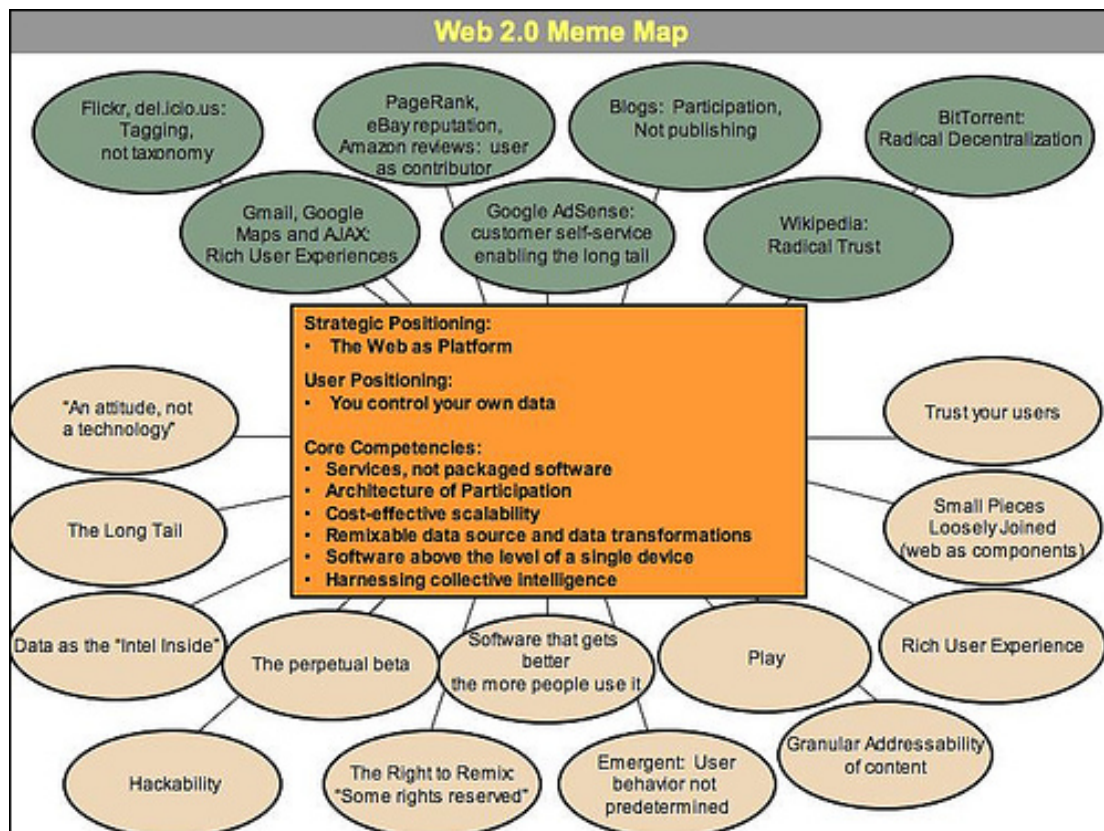 Web 2.0 Meme Map
Flickr, del.icio.us:
Tagging,
not taxonomy
PageRank,
eBay reputation,
Amazon reviews: user
as contributor
Blogs: Participation,
Not publishing
BitTorrent:
Radical Decentralization
Gmail, Google
Maps and AJAX:
Rich User Experiences
Google AdSense:
customer self-service
enabling the long tail
Wikipedia:
Radical Trust
Strategic Positioning:
• The Web as Platform
User Positioning:
• You control your own data
Core Competencies:
• Services, not packaged software
• Architecture of Participation
• Cost-effective scalability
• Remixable data source and data transformations
• Software above the level of a single device
• Harnessing collective intelligence
"An attitude, not
a technology"
Trust your users
The Long Tail
Small Pieces
Loosely Joined
(web as components)
Data as the "Intel Inside"
The perpetual beta
Software that gets
better
the more people use it
Play
Rich User Experience
Hackability
The Right to Remix:
"Some rights reserved"
Emergent: User
behavior not
predetermined
Granular Addressability
of content